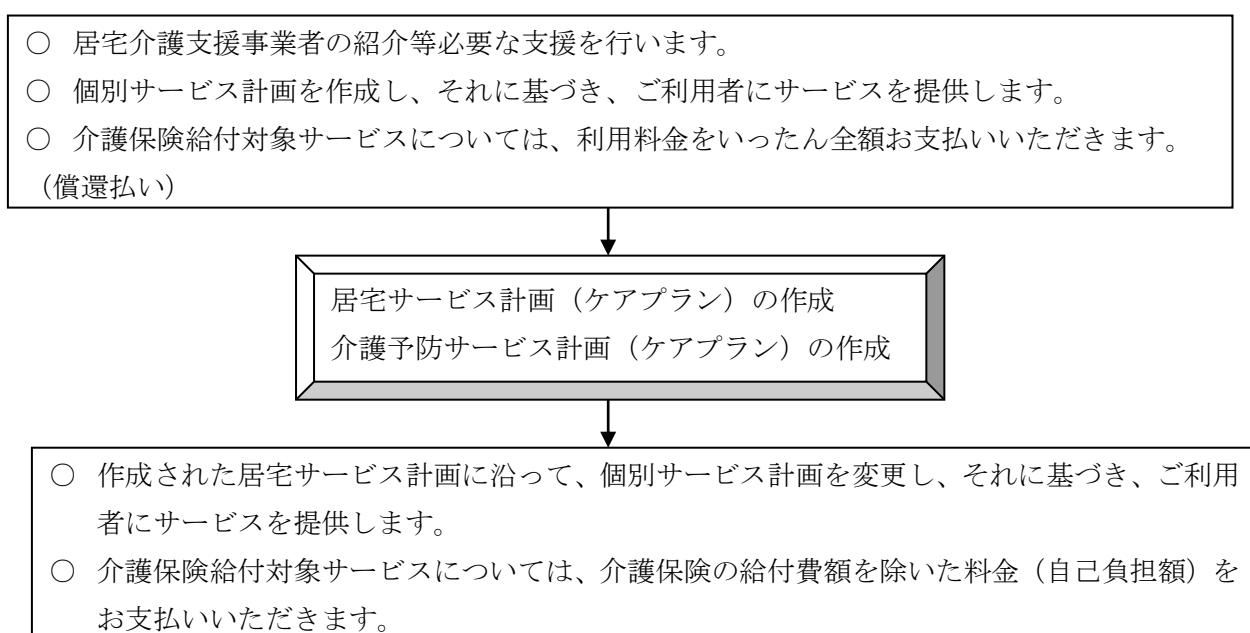 ○ 居宅介護支援事業者の紹介等必要な支援を行います。
○ 個別サービス計画を作成し、それに基づき、ご利用者にサービスを提供します。
○ 介護保険給付対象サービスについては、利用料金をいったん全額お支払いいただきます。
(償還払い)
居宅サービス計画（ケアプラン）の作成
介護予防サービス計画（ケアプラン）の作成
○ 作成された居宅サービス計画に沿って、個別サービス計画を変更し、それに基づき、ご利用
者にサービスを提供します。
○ 介護保険給付対象サービスについては、介護保険の給付費額を除いた料金（自己負担額）を
お支払いいただきます。